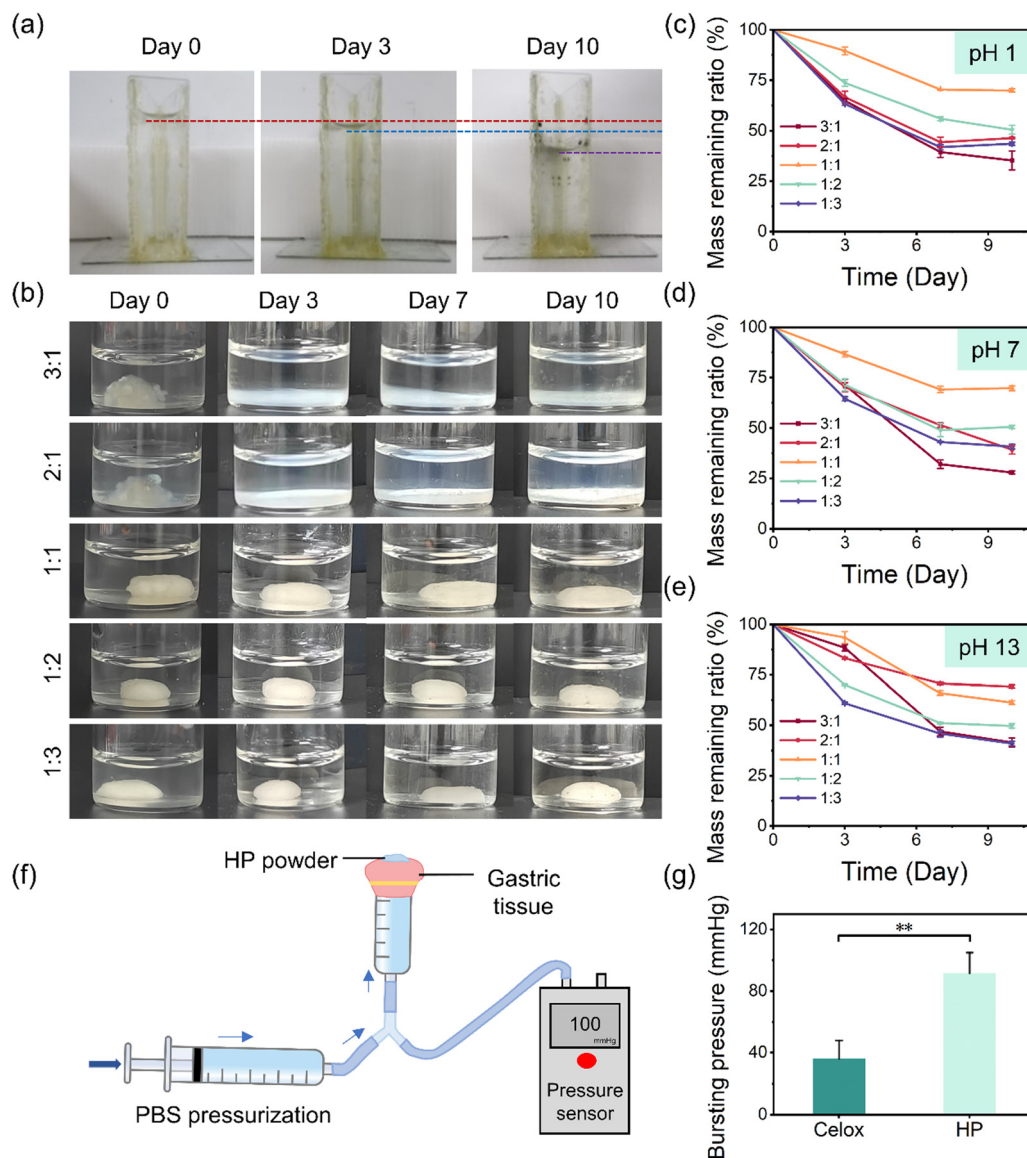 (a)
Day 0
Day 3
Day 10
(b)
Day 0
Day 3
Day 7
Day 10
3:1
2:1
1:1
1:2
1:3
(c)
Mass remaining ratio (%)
100
75
50
25
0
pH 1
3:1
2:1
1:1
1:2
1:3
0
3
6
9
Time (Day)
(d)
Mass remaining ratio (%)
100
75
50
25
0
pH 7
3:1
2:1
1:1
1:2
1:3
0
3
6
9
Time (Day)
(e)
Mass remaining ratio (%)
100
75
50
25
0
pH 13
3:1
2:1
1:1
1:2
1:3
0
3
6
9
Time (Day)
(f)
HP powder
Gastric
tissue
PBS pressurization
100
mmHg
Pressure
sensor
(g)
Bursting pressure (mmHg)
120
80
40
0
**
Celox
HP